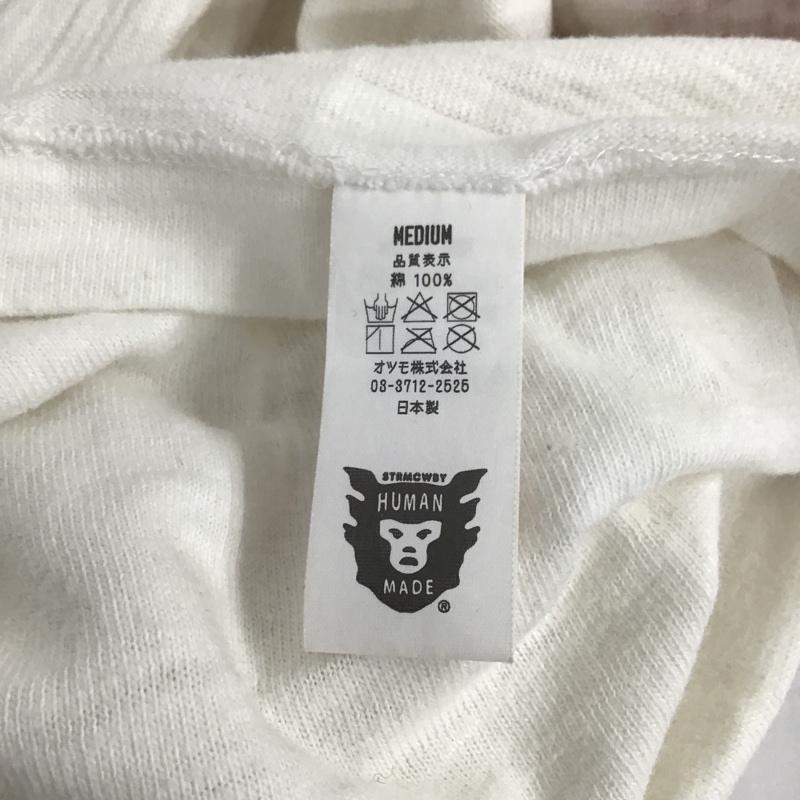 MEDIUM
品質表示
綿 100%
オツモ株式会社
03-3712-2525
日本製
STRMCWBY
HUMAN
MADE
®